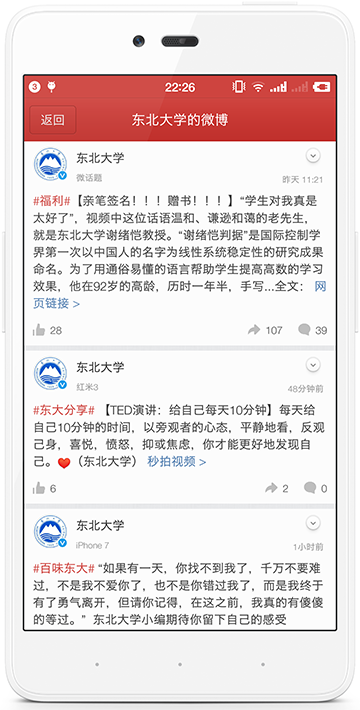 3
22:26
返回
东北大学的微博
东北大学
微话题
昨天 11:21
#福利#【亲笔签名！！！赠书！！！】“学生对我真是
太好了”，视频中这位话语温和、谦逊和蔼的老先生，
就是东北大学谢绪恺教授。“谢绪恺判据”是国际控制学
界第一次以中国人的名字为线性系统稳定性的研究成果
命名。为了用通俗易懂的语言帮助学生提高高数的学习
效果，他在92岁的高龄，历时一年半，手写...全文： 网
页链接 >
28
107
39
东北大学
红米3
48分钟前
#东大分享# 【TED演讲：给自己每天10分钟】每天给
自己10分钟的时间，以旁观者的心态，平静地看，反观
己身，喜悦，愤怒，抑或焦虑，你才能更好地发现自
己。❤（东北大学） 秒拍视频 >
6
2
0
东北大学
iPhone 7
1小时前
#百味东大# “如果有一天，你找不到我了，千万不要难
过，不是我不爱你了，也不是你错过我了，而是我终于
有了勇气离开，但请你记得，在这之前，我真的有傻傻
的等过。”东北大学小编期待你留下自己的感受